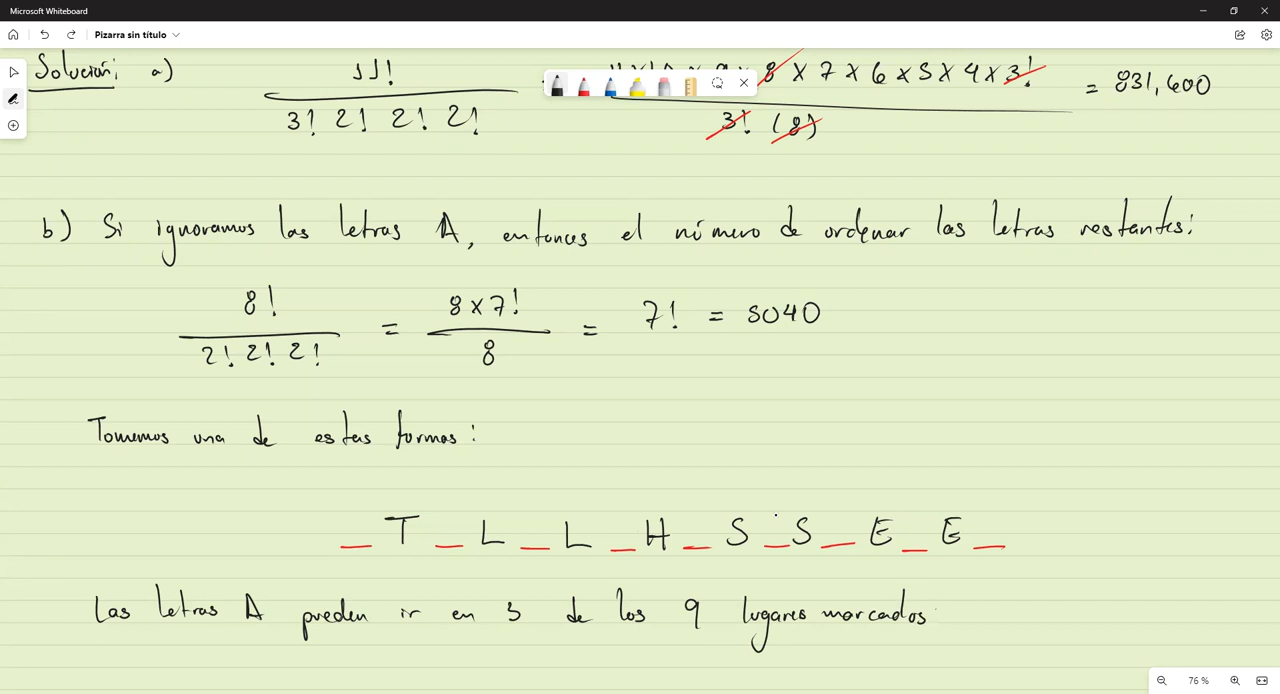 Microsoft Whiteboard
Pizarra sin título
Solución: a) 11! / 3! 2! 2! 2! = 8 x 7 x 6 x 5 x 4 x 3! / 3! (8) = 831,600
b) Si ignoramos las letras A, entonces el número de ordenar las letras restantes:
8! / 2! 2! 2! = 8 x 7! / 8 = 7! = 5040
Tomemos una de estas formas:
_ T _ L _ L _ H _ S _ S _ E _ E _
Las letras A pueden ir en 3 de los 9 lugares marcados
76 %